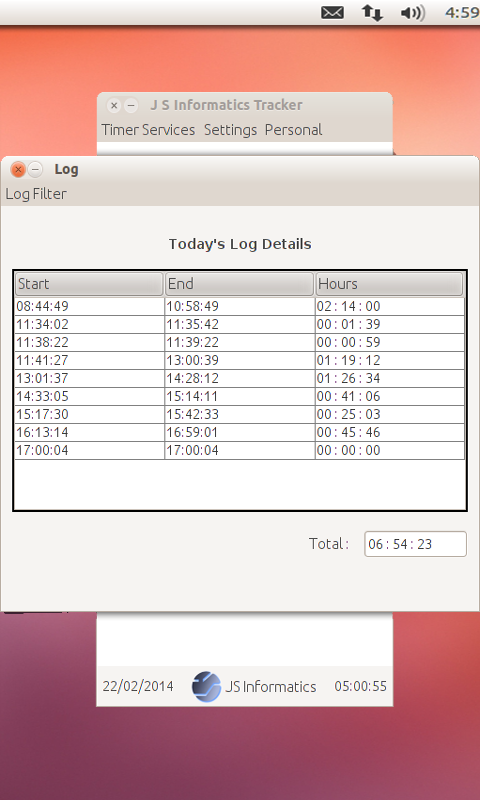 4:59
J S Informatics Tracker
Timer Services Settings Personal
Log
Log Filter
Today's Log Details
Start End Hours
08:44:49 10:58:49 02 : 14 : 00
11:34:02 11:35:42 00 : 01 : 39
11:38:22 11:39:22 00 : 00 : 59
11:41:27 13:00:39 01 : 19 : 12
13:01:37 14:28:12 01 : 26 : 34
14:33:05 15:14:11 00 : 41 : 06
15:17:30 15:42:33 00 : 25 : 03
16:13:14 16:59:01 00 : 45 : 46
17:00:04 17:00:04 00 : 00 : 00
Total : 06 : 54 : 23
22/02/2014 JS Informatics 05:00:55